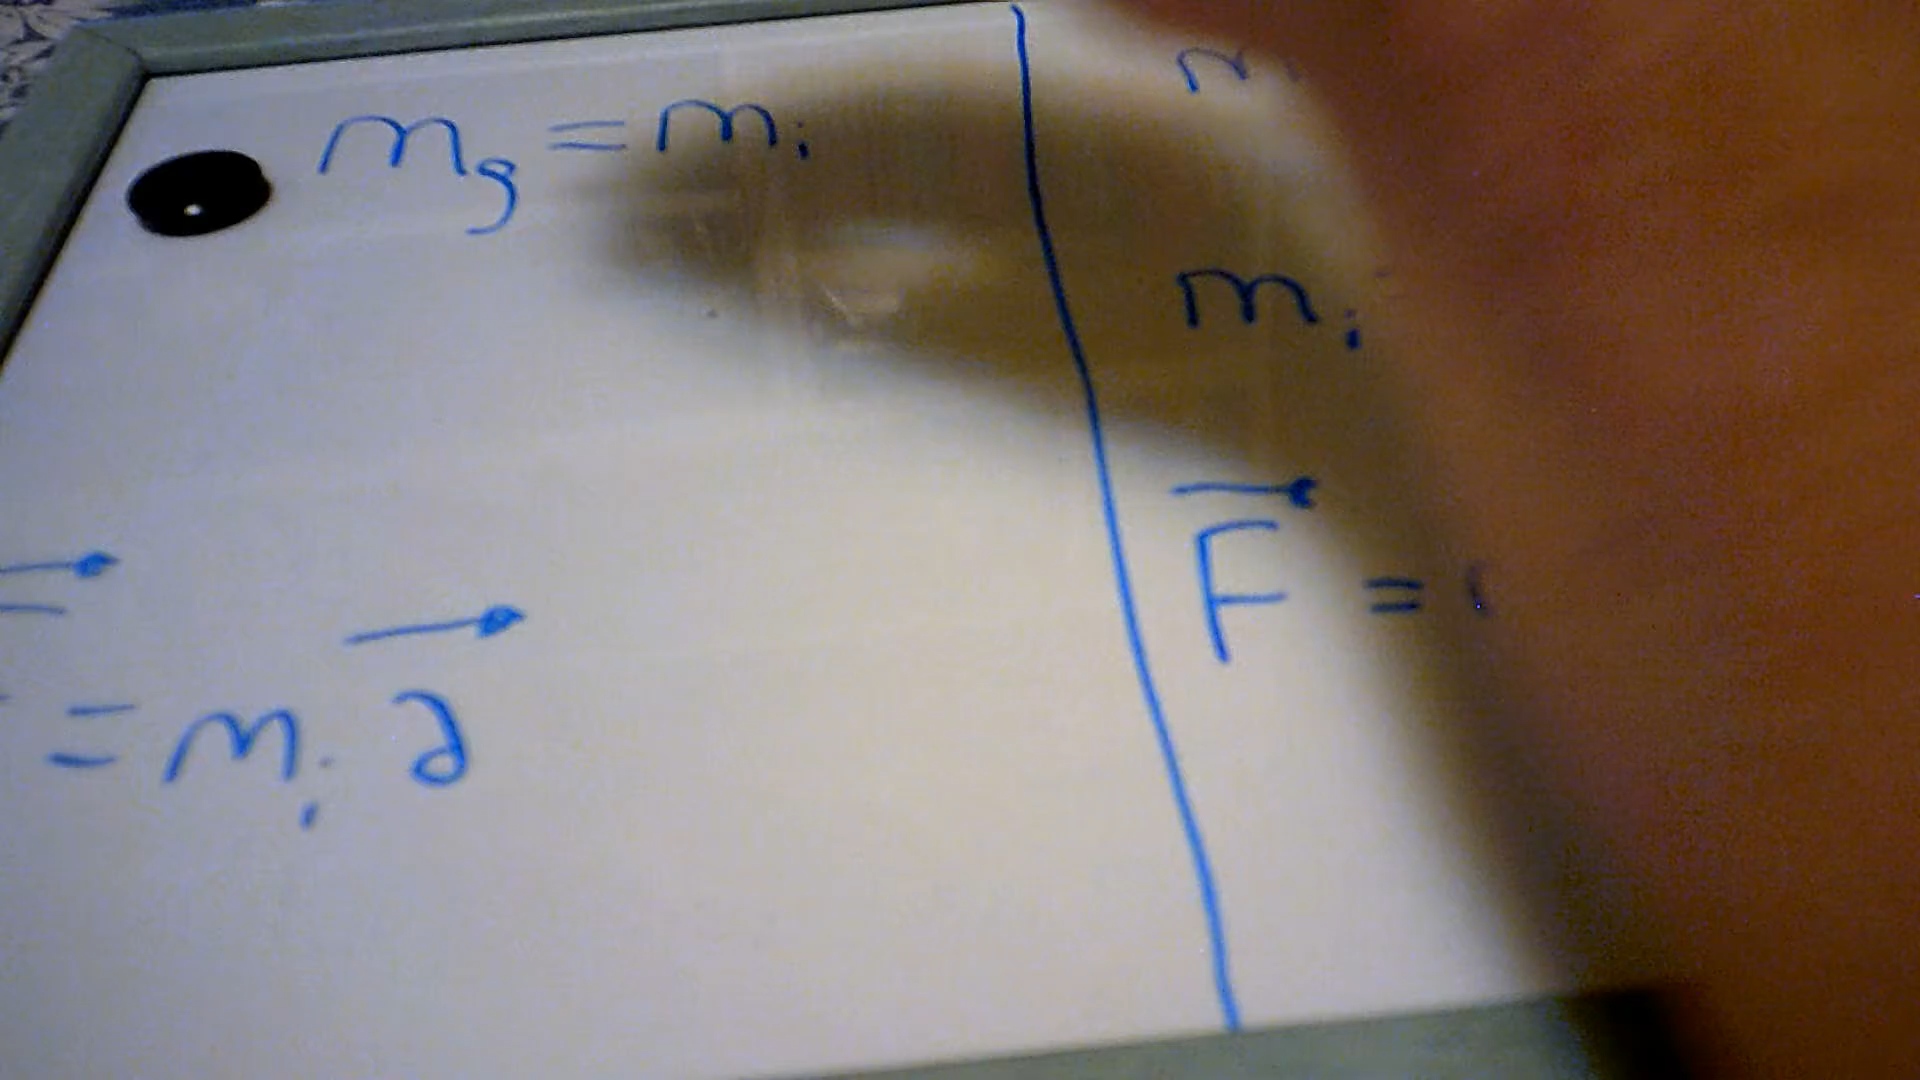 m_g = m_i
= m_i a⃗
m
m_i
F⃗ =